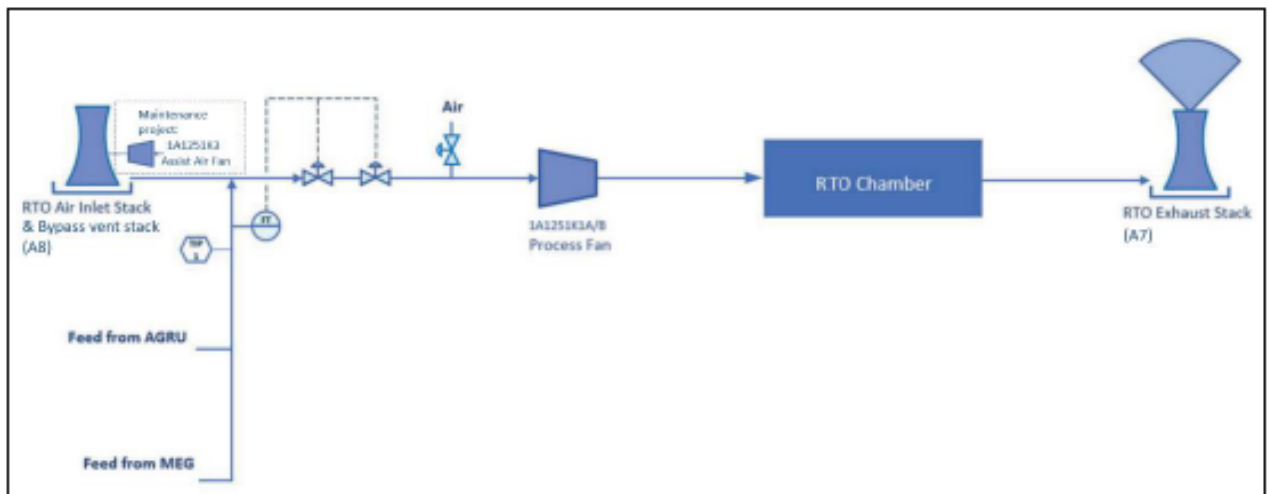 Maintenance
project:
1A1251K3
Assist Air Fan
Air
RTO Air Inlet Stack
& Bypass vent stack
(A8)
FT
1A1251K1A/B
Process Fan
RTO Chamber
RTO Exhaust Stack
(A7)
Feed from AGRU
Feed from MEG